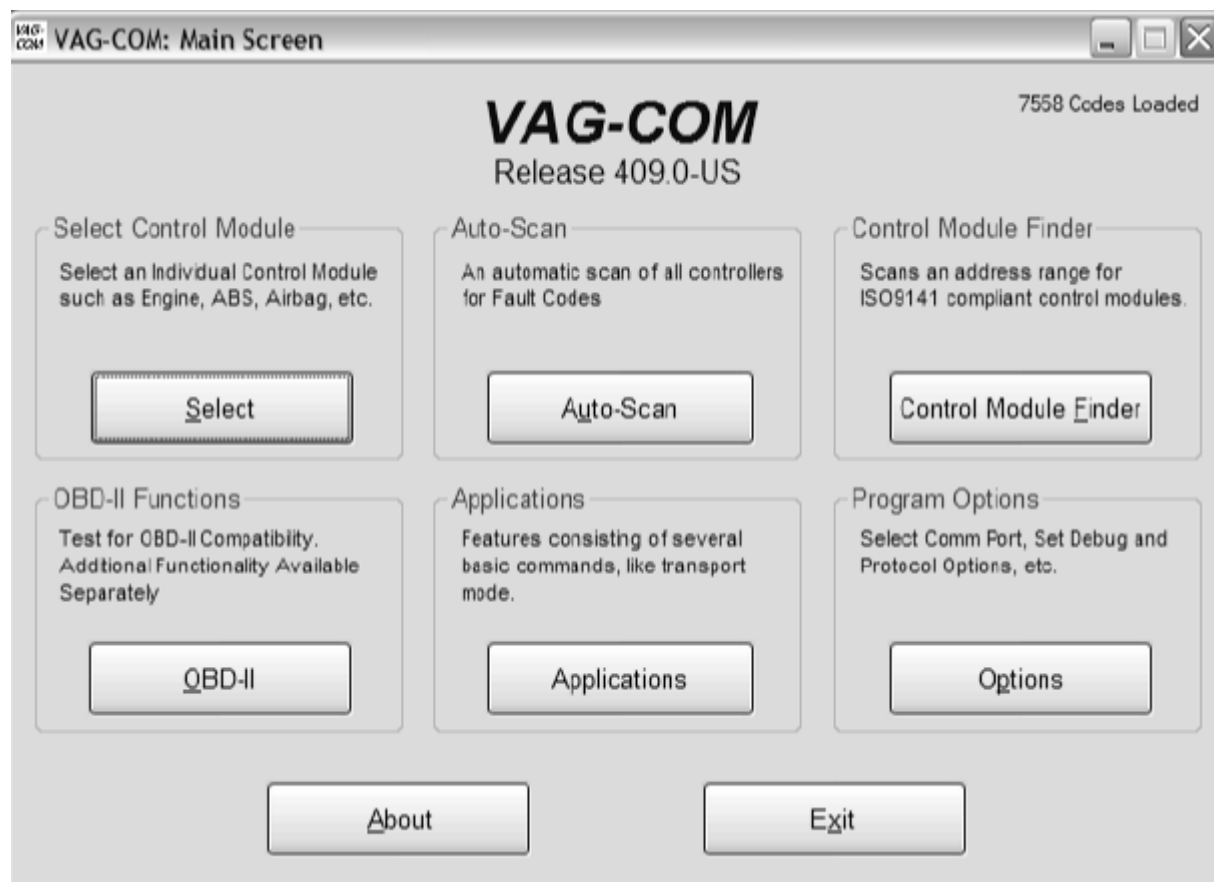 VAG-COM
VAG-COM: Main Screen
VAG-COM
Release 409.0-US
7558 Codes Loaded
Select Control Module
Select an Individual Control Module
such as Engine, ABS, Airbag, etc.
Select
Auto-Scan
An automatic scan of all controllers
for Fault Codes
Auto-Scan
Control Module Finder
Scans an address range for
ISO9141 compliant control modules.
Control Module Finder
OBD-II Functions
Test for OBD-II Compatibility.
Addtional Functionality Available
Separately
OBD-II
Applications
Features consisting of several
basic commands, like transport
mode.
Applications
Program Options
Select Comm Port, Set Debug and
Protocol Options, etc.
Options
About
Exit